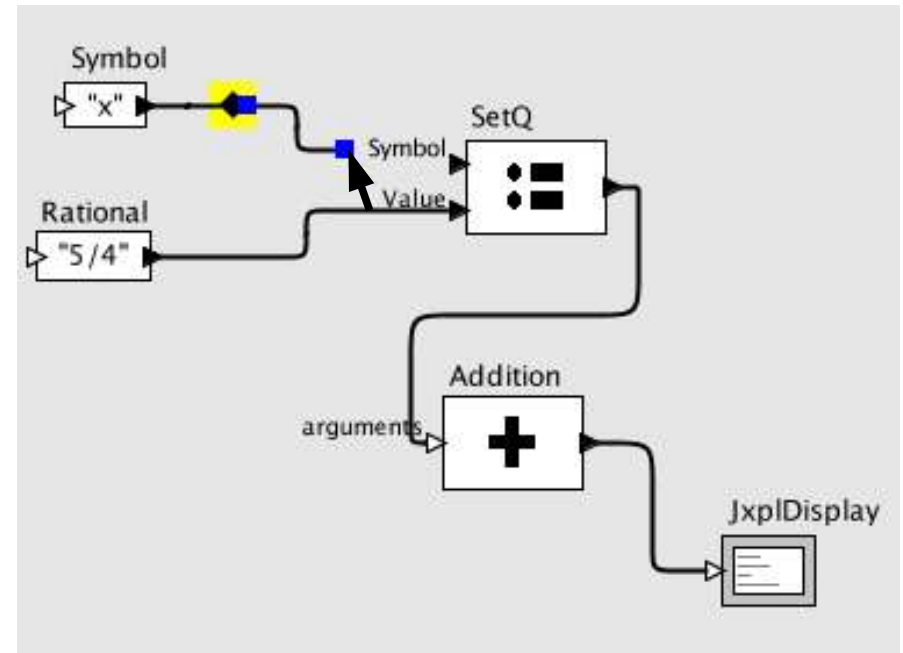 Symbol
"x"
SetQ
Symbol
Value
Rational
"5/4"
Addition
arguments
JxplDisplay